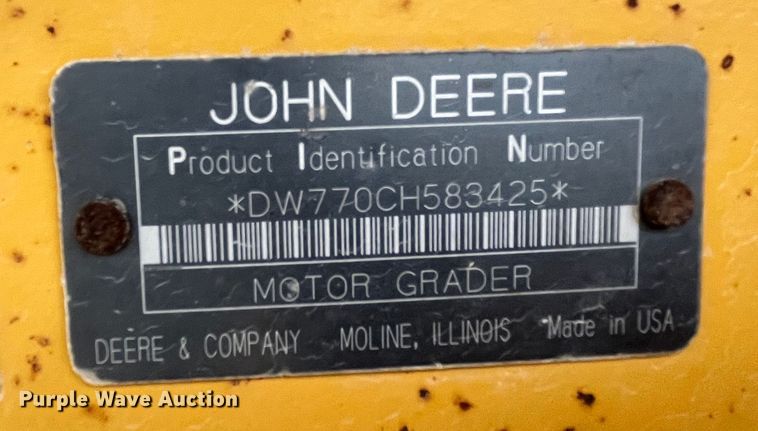 JOHN DEERE
Product Identification Number
*DW770CH583425*
MOTOR GRADER
DEERE & COMPANY MOLINE, ILLINOIS Made in USA
Purple Wave Auction